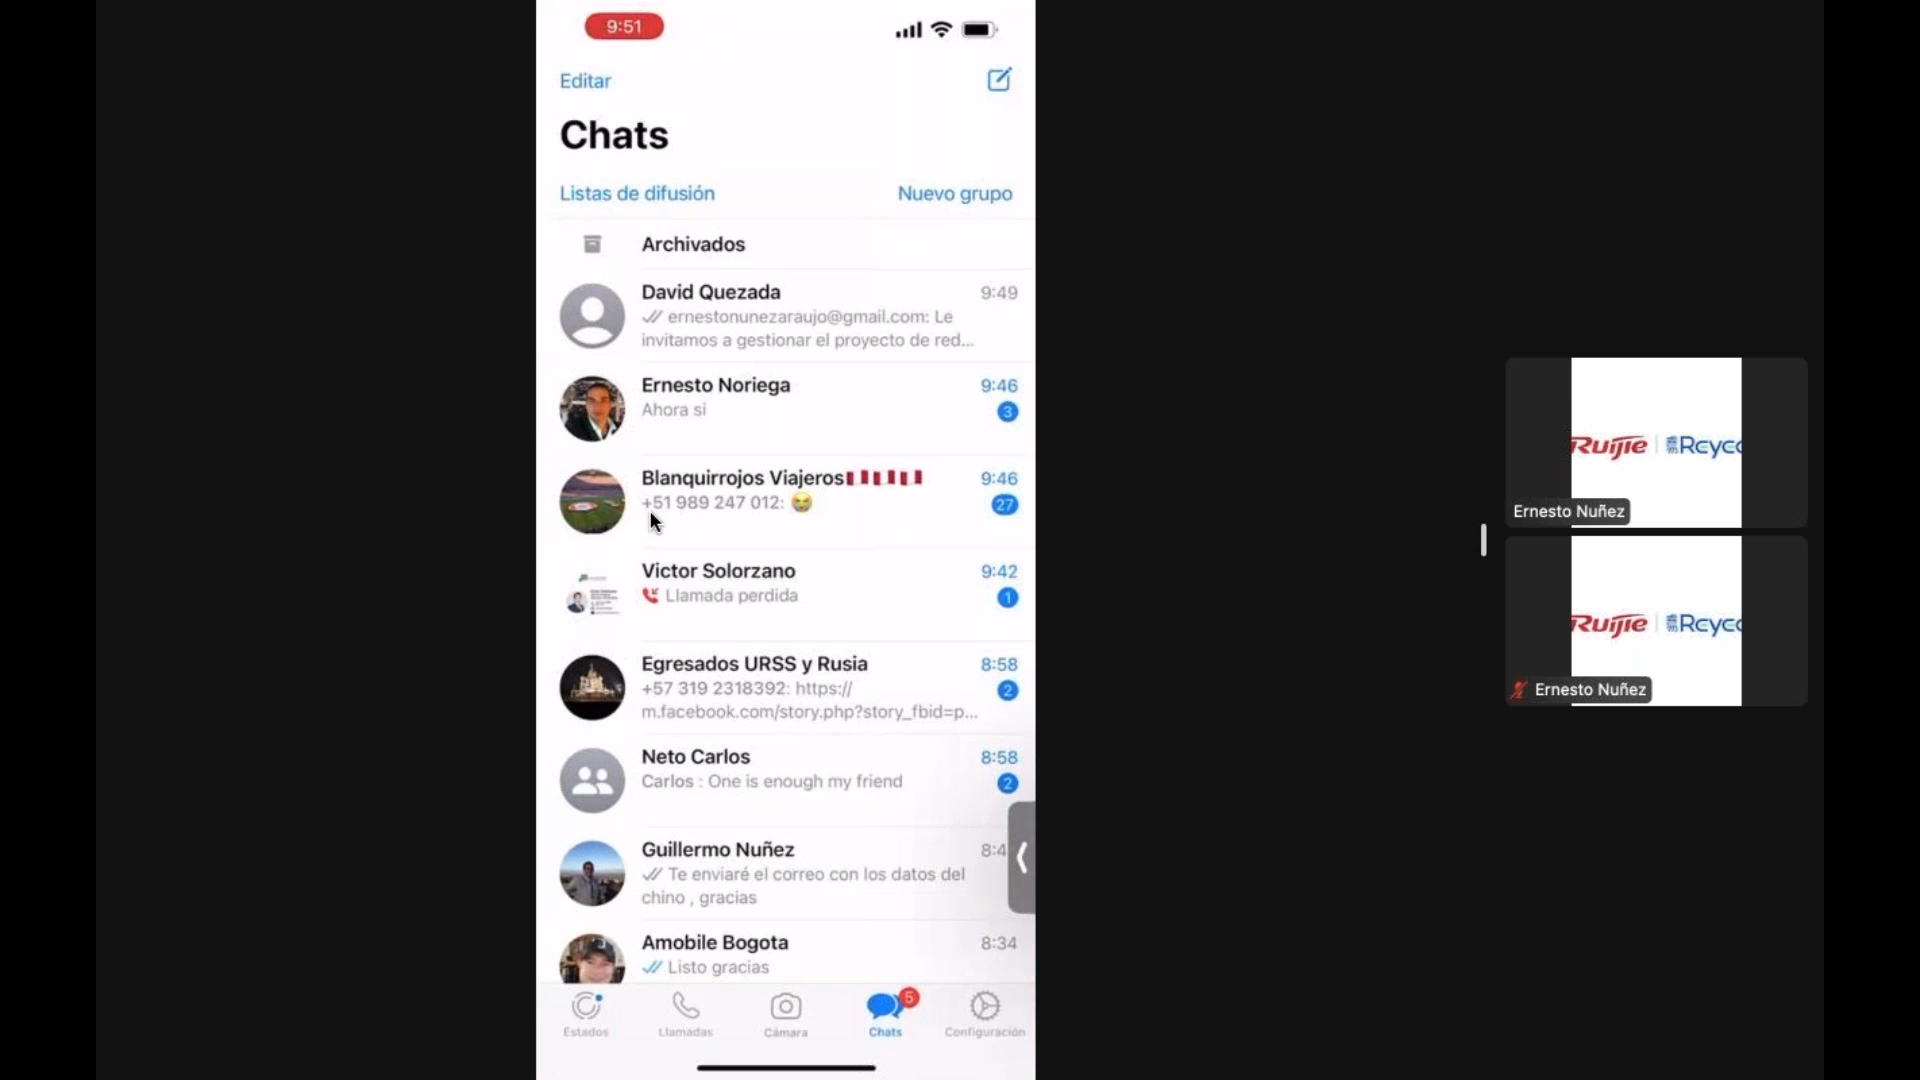 9:51
Editar
Chats
Listas de difusión
Nuevo grupo
Archivados
David Quezada
9:49
ernestonunezaraujo@gmail.com: Le
invitamos a gestionar el proyecto de red...
Ernesto Noriega
9:46
Ahora si
3
Blanquirrojos Viajeros🇵🇪🇵🇪🇵🇪
9:46
+51 989 247 012: 😭
27
Victor Solorzano
9:42
Llamada perdida
1
Egresados URSS y Rusia
8:58
+57 319 2318392: https://
2
m.facebook.com/story.php?story_fbid=p...
Neto Carlos
8:58
Carlos : One is enough my friend
2
Guillermo Nuñez
8:4
Te enviaré el correo con los datos del
chino , gracias
Amobile Bogota
8:34
Listo gracias
5
Estados
Llamadas
Cámara
Chats
Configuración
Ruijie
Reyc
Ernesto Nuñez
Ruijie
Reyc
Ernesto Nuñez